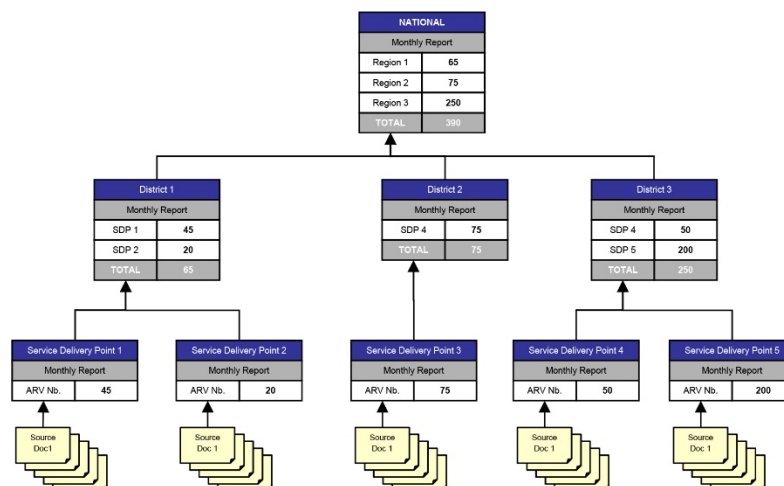 NATIONAL
Monthly Report
Region 1 65
Region 2 75
Region 3 250
TOTAL 390
District 1
Monthly Report
SDP 1 45
SDP 2 20
TOTAL 65
District 2
Monthly Report
SDP 4 75
TOTAL 75
District 3
Monthly Report
SDP 4 50
SDP 5 200
TOTAL 250
Service Delivery Point 1
Monthly Report
ARV Nb. 45
Service Delivery Point 2
Monthly Report
ARV Nb. 20
Service Delivery Point 3
Monthly Report
ARV Nb. 75
Service Delivery Point 4
Monthly Report
ARV Nb. 50
Service Delivery Point 5
Monthly Report
ARV Nb. 200
Source
Doc1
Source
Doc 1
Source
Doc 1
Source
Doc 1
Source
Doc 1